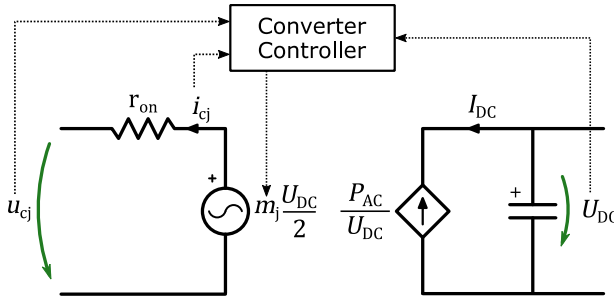 Converter
Controller
r_on
i_cj
I_DC
+
u_cj
m_j U_DC/2
P_AC/U_DC
+
U_DC